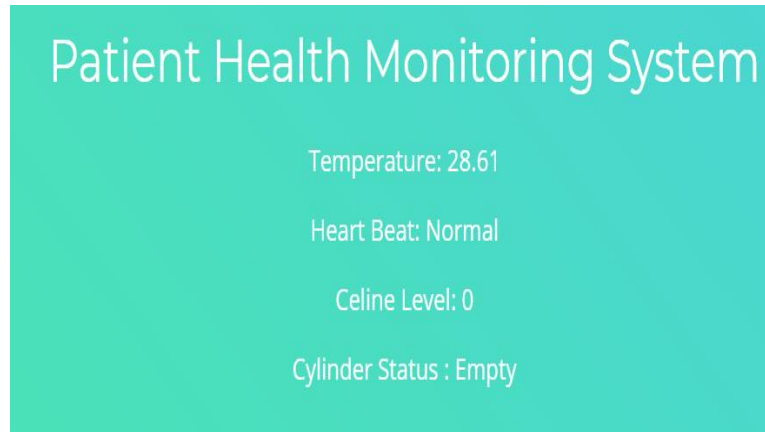 Patient Health Monitoring System
Temperature: 28.61
Heart Beat: Normal
Celine Level: 0
Cylinder Status : Empty